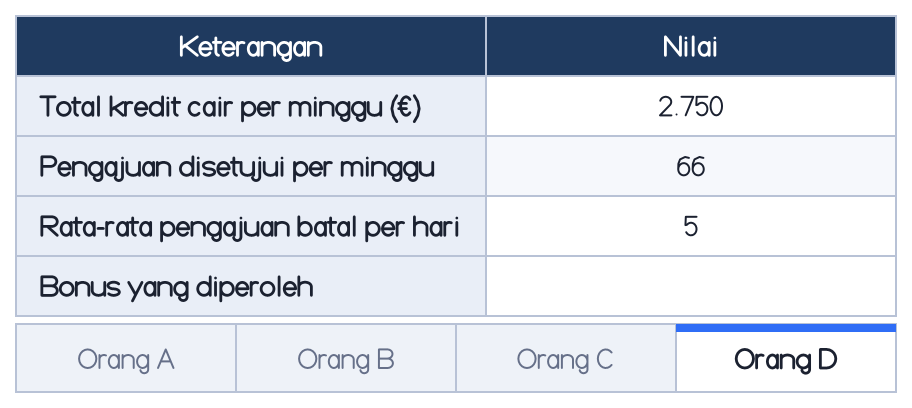 Keterangan Nilai
Total kredit cair per minggu (€) 2.750
Pengajuan disetujui per minggu 66
Rata-rata pengajuan batal per hari 5
Bonus yang diperoleh
Orang A Orang B Orang C Orang D